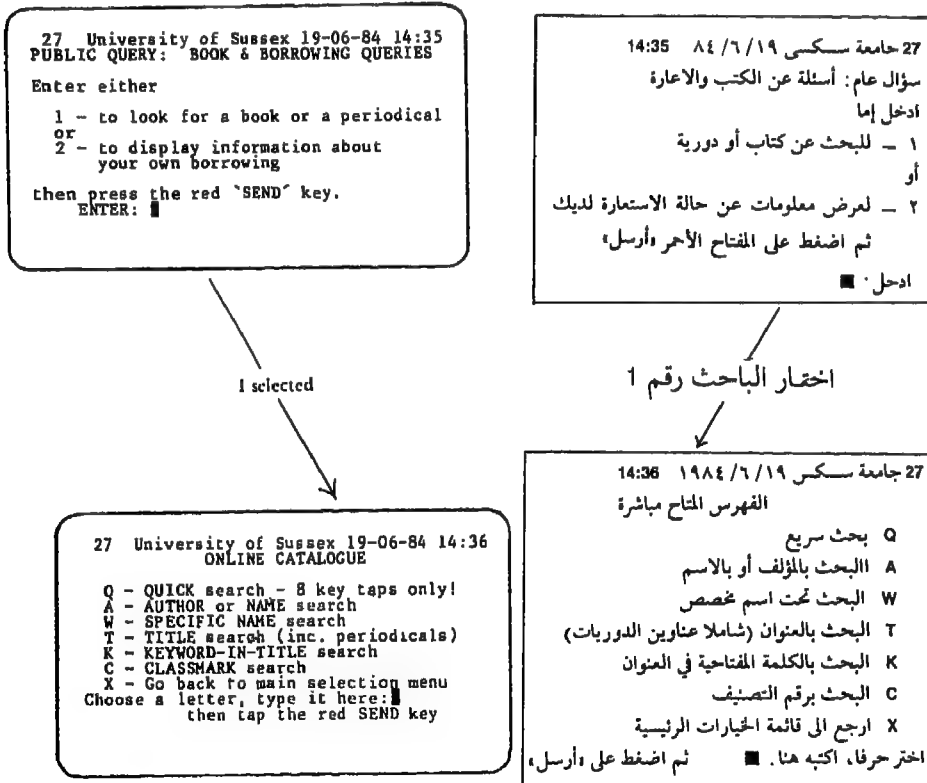 27 University of Sussex 19-06-84 14:35
PUBLIC QUERY: BOOK & BORROWING QUERIES
Enter either
1 - to look for a book or a periodical
or
2 - to display information about
your own borrowing
then press the red `SEND´ key.
ENTER:
27 جامعة سسكسى ١٩/٦/٨٤ 14:35
سؤال عام: أسئلة عن الكتب والاعارة
ادخل إما
١ ــ للبحث عن كتاب أو دورية
أو
٢ ــ لعرض معلومات عن حالة الاستعارة لديك
ثم اضغط على المفتاح الأحمر «أرسل»
ادحل·
1 selected
اختار الباحث رقم 1
27 University of Sussex 19-06-84 14:36
ONLINE CATALOGUE
Q - QUICK search - 8 key taps only!
A - AUTHOR or NAME search
W - SPECIFIC NAME search
T - TITLE search (inc. periodicals)
K - KEYWORD-IN-TITLE search
C - CLASSMARK search
X - Go back to main selection menu
Choose a letter, type it here:
then tap the red SEND key
27 جامعة سسكس ١٩/٦/١٩٨٤ 14:36
الفهرس المتاح مباشرة
Q بحث سريع
A االبحث بالمؤلف أو بالاسم
W البحث تحت اسم مخصص
T البحث بالعنوان (شاملا عناوين الدوريات)
K البحث بالكلمة المفتاحية في العنوان
C البحث برقم التصنيف
X ارجع الى قائمة الخيارات الرئيسية
اختر حرفا، اكتبه هنا. ثم اضغط على «أرسل»